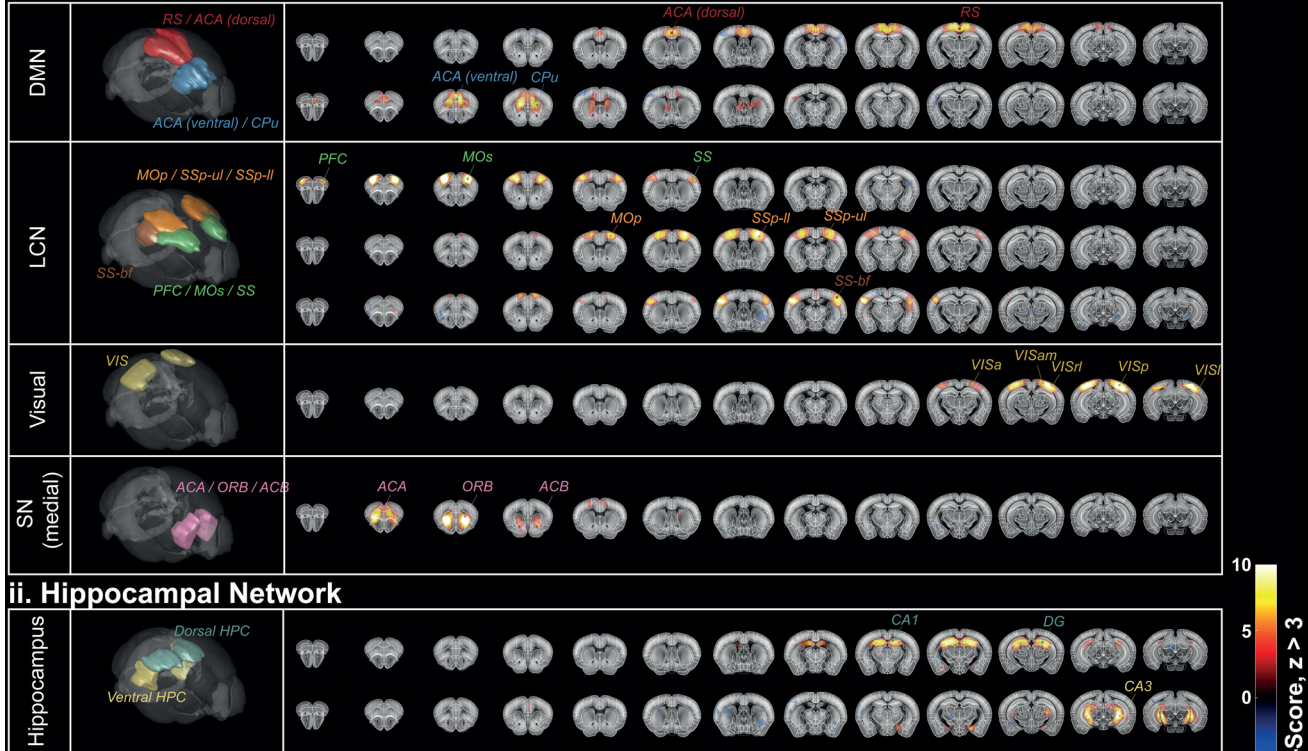 DMN
RS / ACA (dorsal)
ACA (ventral) / CPu
ACA (dorsal)
RS
ACA (ventral)
CPu
LCN
MOp / SSp-ul / SSp-ll
SS-bf
PFC / MOs / SS
PFC
MOs
SS
MOp
SSp-ll
SSp-ul
SS-bf
Visual
VIS
VISa
VISam
VISrl
VISp
VISl
SN
(medial)
ACA / ORB / ACB
ACA
ORB
ACB
ii. Hippocampal Network
Hippocampus
Dorsal HPC
Ventral HPC
CA1
DG
CA3
10
5
0
Score, z > 3